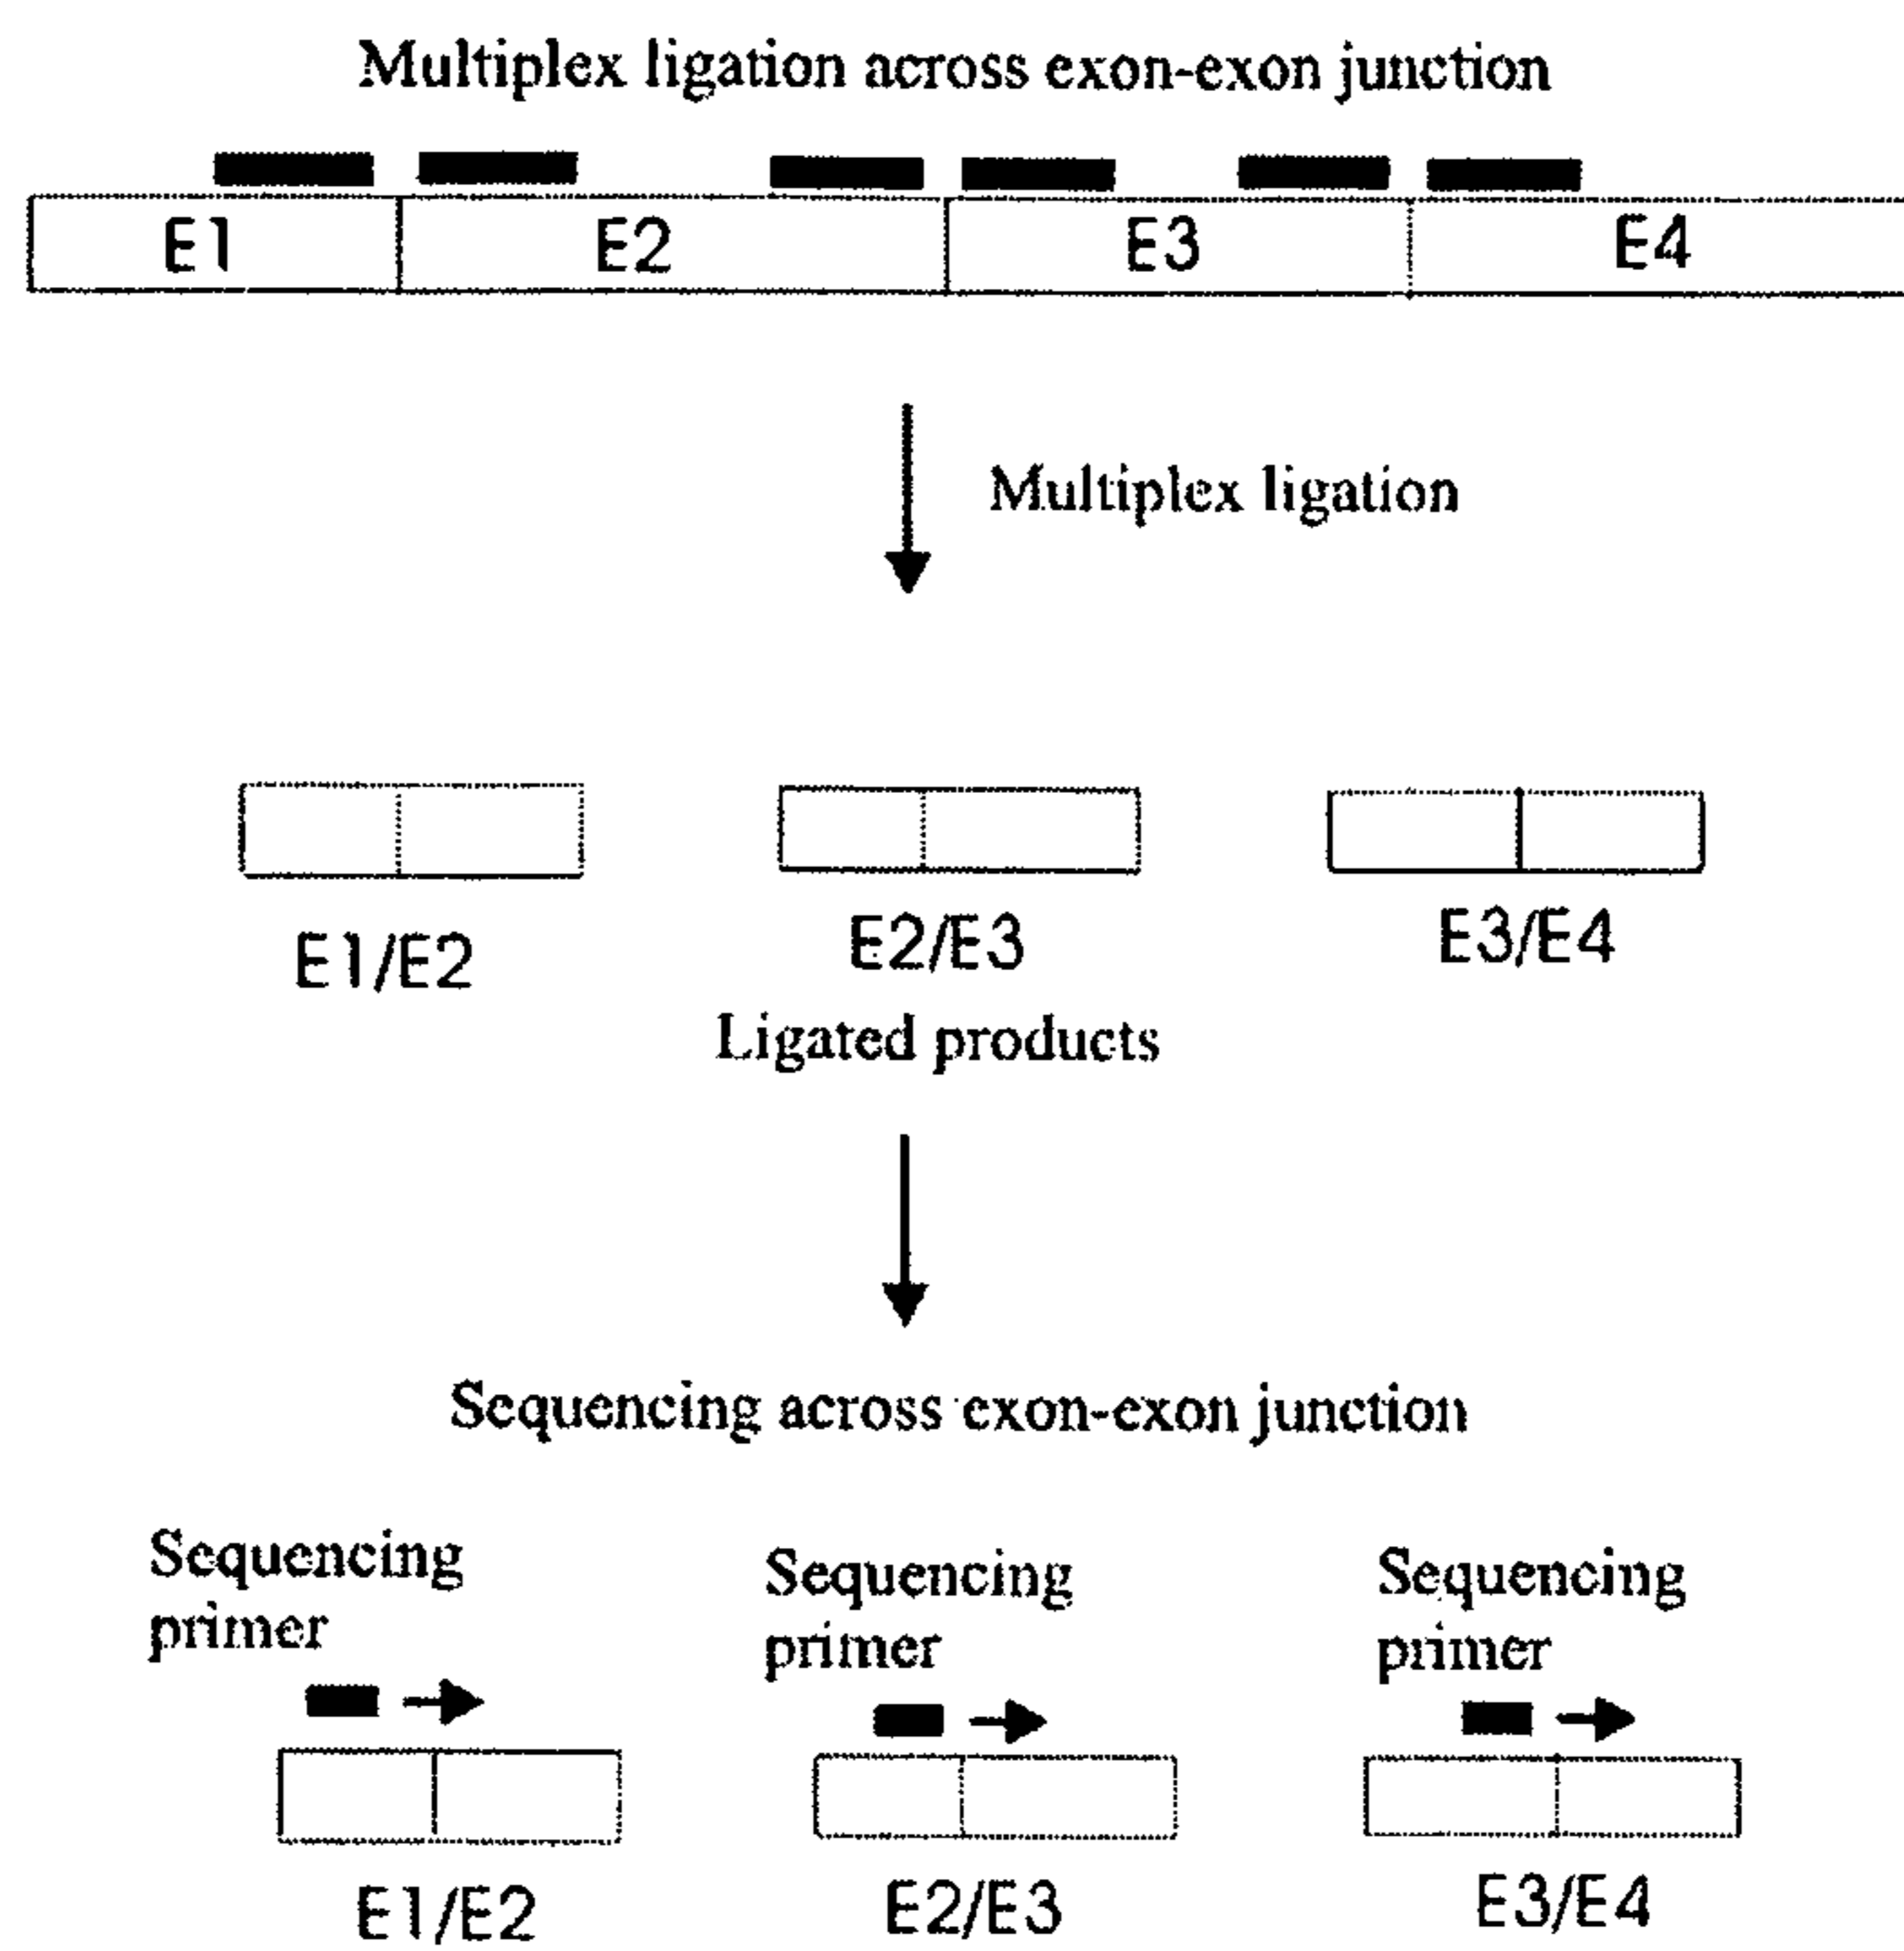 Multiplex ligation across exon-exon junction
E1 E2 E3 E4
Multiplex ligation
E1/E2 E2/E3 E3/E4
Ligated products
Sequencing across exon-exon junction
Sequencing primer
Sequencing primer
Sequencing primer
E1/E2 E2/E3 E3/E4